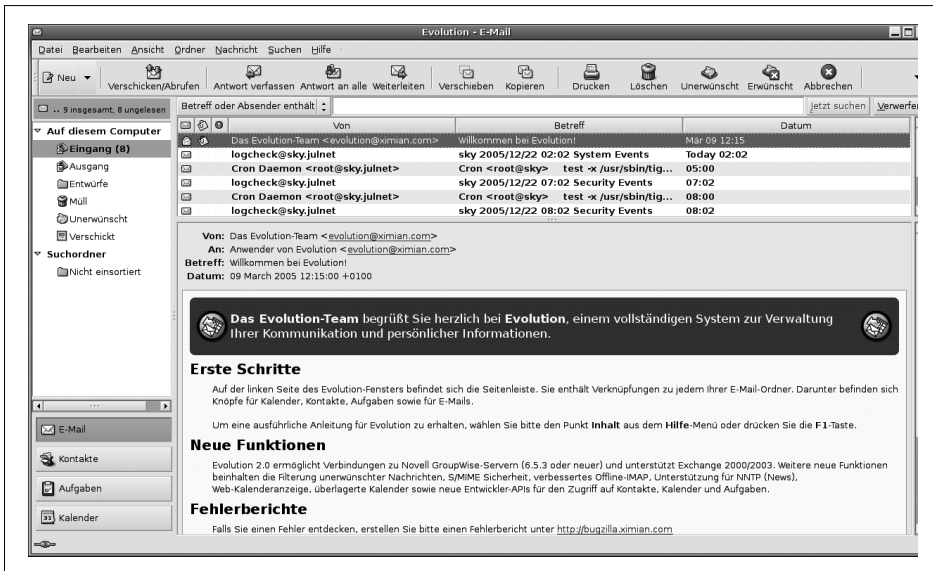 Evolution - E-Mail
Datei Bearbeiten Ansicht Ordner Nachricht Suchen Hilfe
Neu Verschicken/Abrufen Antwort verfassen Antwort an alle Weiterleiten Verschieben Kopieren Drucken Löschen Unerwünscht Erwünscht Abbrechen
.. 9 insgesamt, 8 ungelesen Betreff oder Absender enthält Jetzt suchen Verwerfen
Auf diesem Computer
Eingang (8)
Ausgang
Entwürfe
Müll
Unerwünscht
Verschickt
Suchordner
Nicht einsortiert
Von Betreff Datum
Das Evolution-Team <evolution@ximian.com> Willkommen bei Evolution! Mär 09 12:15
logcheck@sky.julnet sky 2005/12/22 02:02 System Events Today 02:02
Cron Daemon <root@sky.julnet> Cron <root@sky> test -x /usr/sbin/tig... 05:00
logcheck@sky.julnet sky 2005/12/22 07:02 Security Events 07:02
Cron Daemon <root@sky.julnet> Cron <root@sky> test -x /usr/sbin/tig... 08:00
logcheck@sky.julnet sky 2005/12/22 08:02 Security Events 08:02
Von: Das Evolution-Team <evolution@ximian.com>
An: Anwender von Evolution <evolution@ximian.com>
Betreff: Willkommen bei Evolution!
Datum: 09 March 2005 12:15:00 +0100
Das Evolution-Team begrüßt Sie herzlich bei Evolution, einem vollständigen System zur Verwaltung
Ihrer Kommunikation und persönlicher Informationen.
Erste Schritte
Auf der linken Seite des Evolution-Fensters befindet sich die Seitenleiste. Sie enthält Verknüpfungen zu jedem Ihrer E-Mail-Ordner. Darunter befinden sich
Knöpfe für Kalender, Kontakte, Aufgaben sowie für E-Mails.
Um eine ausführliche Anleitung für Evolution zu erhalten, wählen Sie bitte den Punkt Inhalt aus dem Hilfe-Menü oder drücken Sie die F1-Taste.
Neue Funktionen
Evolution 2.0 ermöglicht Verbindungen zu Novell GroupWise-Servern (6.5.3 oder neuer) und unterstützt Exchange 2000/2003. Weitere neue Funktionen
beinhalten die Filterung unerwünschter Nachrichten, S/MIME Sicherheit, verbessertes Offline-IMAP, Unterstützung für NNTP (News),
Web-Kalenderanzeige, überlagerte Kalender sowie neue Entwickler-APIs für den Zugriff auf Kontakte, Kalender und Aufgaben.
Fehlerberichte
Falls Sie einen Fehler entdecken, erstellen Sie bitte einen Fehlerbericht unter http://bugzilla.ximian.com
E-Mail
Kontakte
Aufgaben
Kalender